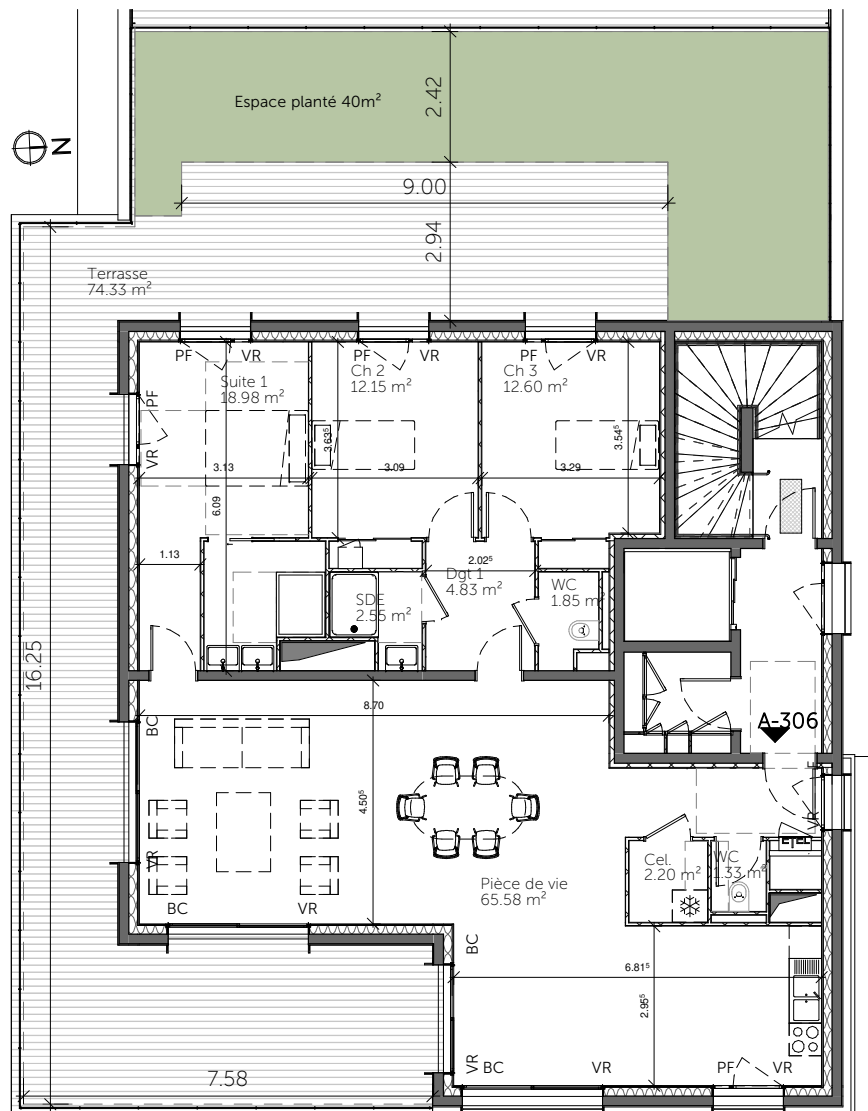 2.42
Espace planté 40m²
N
9.00
2.94
Terrasse
74.33 m²
PF VR
PF VR
PF VR
Suite 1
18.98 m²
Ch 2
12.15 m²
Ch 3
12.60 m²
PF
VR
3.63⁵
3.54⁵
3.13
3.09
3.29
6.09
1.13
2.02⁵
Dgt 1
4.83 m²
SDE
2.55 m²
WC
1.85 m²
16.25
8.70
A-306
BC
VR
4.50⁵
PF
VR
Cel.
2.20 m²
WC
1.33 m²
Pièce de vie
65.58 m²
BC VR
BC
6.81⁵
2.95⁵
VR
BC VR PF VR
7.58